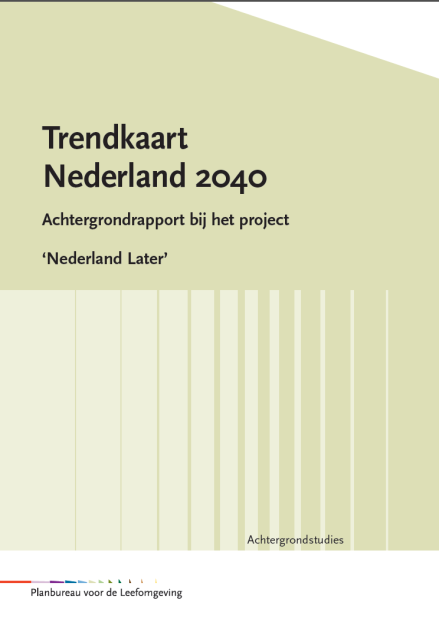 Trendkaart
Nederland 2040
Achtergrondrapport bij het project
‘Nederland Later’
Achtergrondstudies
Planbureau voor de Leefomgeving